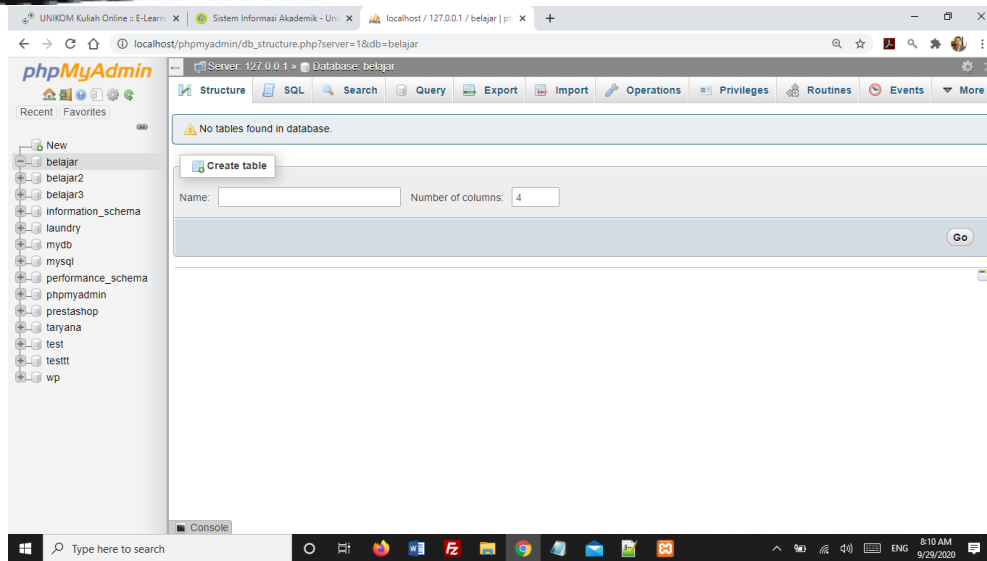 UNIKOM Kuliah Online :: E-Learn
Sistem Informasi Akademik - Uni
localhost / 127.0.0.1 / belajar | ph
localhost/phpmyadmin/db_structure.php?server=1&db=belajar
phpMyAdmin
Recent Favorites
New
belajar
belajar2
belajar3
information_schema
laundry
mydb
mysql
performance_schema
phpmyadmin
prestashop
taryana
test
testtt
wp
Server: 127.0.0.1 » Database: belajar
Structure SQL Search Query Export Import Operations Privileges Routines Events More
No tables found in database.
Create table
Name: Number of columns: 4
Go
Console
Type here to search
ENG 8:10 AM
9/29/2020